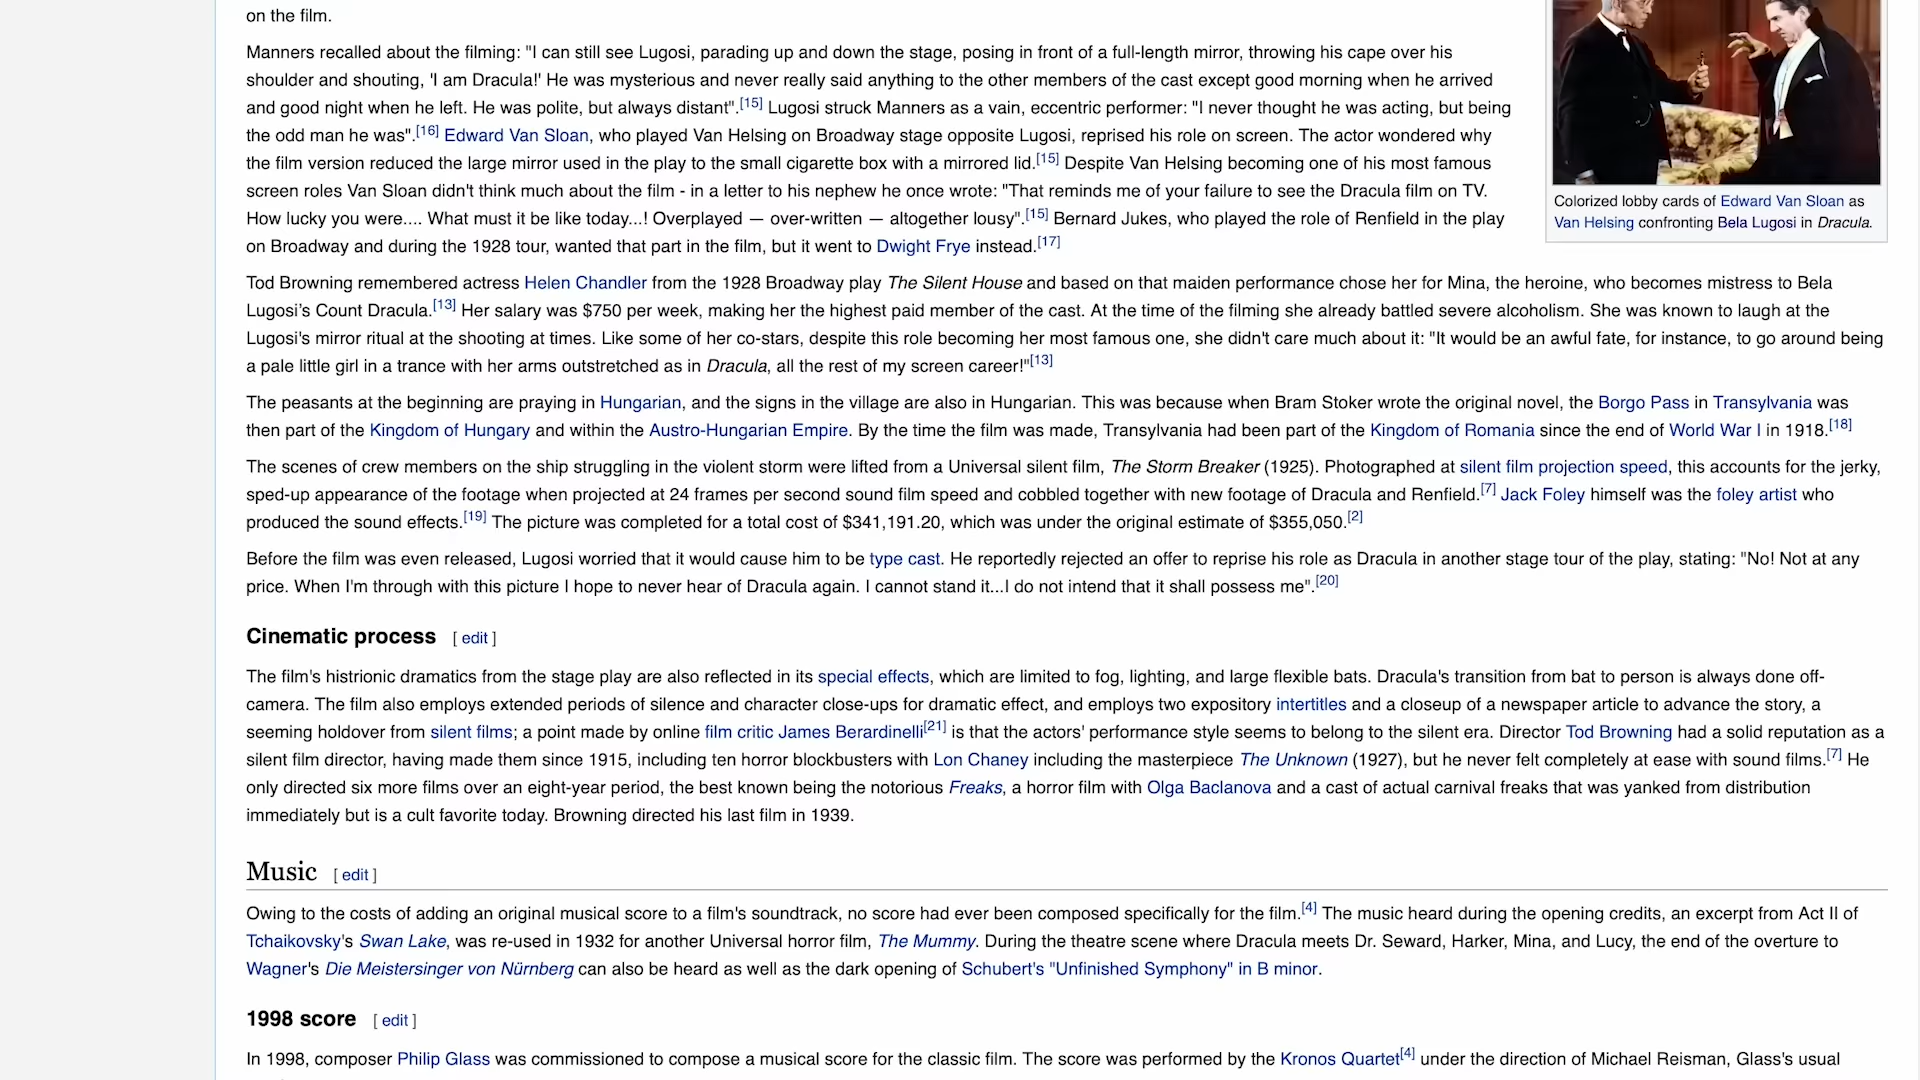 on the film.
Manners recalled about the filming: "I can still see Lugosi, parading up and down the stage, posing in front of a full-length mirror, throwing his cape over his
shoulder and shouting, 'I am Dracula!' He was mysterious and never really said anything to the other members of the cast except good morning when he arrived
and good night when he left. He was polite, but always distant".[15] Lugosi struck Manners as a vain, eccentric performer: "I never thought he was acting, but being
the odd man he was".[16] Edward Van Sloan, who played Van Helsing on Broadway stage opposite Lugosi, reprised his role on screen. The actor wondered why
the film version reduced the large mirror used in the play to the small cigarette box with a mirrored lid.[15] Despite Van Helsing becoming one of his most famous
screen roles Van Sloan didn't think much about the film - in a letter to his nephew he once wrote: "That reminds me of your failure to see the Dracula film on TV.
How lucky you were.... What must it be like today...! Overplayed — over-written — altogether lousy".[15] Bernard Jukes, who played the role of Renfield in the play
on Broadway and during the 1928 tour, wanted that part in the film, but it went to Dwight Frye instead.[17]
Colorized lobby cards of Edward Van Sloan as
Van Helsing confronting Bela Lugosi in Dracula.
Tod Browning remembered actress Helen Chandler from the 1928 Broadway play The Silent House and based on that maiden performance chose her for Mina, the heroine, who becomes mistress to Bela
Lugosi's Count Dracula.[13] Her salary was $750 per week, making her the highest paid member of the cast. At the time of the filming she already battled severe alcoholism. She was known to laugh at the
Lugosi's mirror ritual at the shooting at times. Like some of her co-stars, despite this role becoming her most famous one, she didn't care much about it: "It would be an awful fate, for instance, to go around being
a pale little girl in a trance with her arms outstretched as in Dracula, all the rest of my screen career!"[13]
The peasants at the beginning are praying in Hungarian, and the signs in the village are also in Hungarian. This was because when Bram Stoker wrote the original novel, the Borgo Pass in Transylvania was
then part of the Kingdom of Hungary and within the Austro-Hungarian Empire. By the time the film was made, Transylvania had been part of the Kingdom of Romania since the end of World War I in 1918.[18]
The scenes of crew members on the ship struggling in the violent storm were lifted from a Universal silent film, The Storm Breaker (1925). Photographed at silent film projection speed, this accounts for the jerky,
sped-up appearance of the footage when projected at 24 frames per second sound film speed and cobbled together with new footage of Dracula and Renfield.[7] Jack Foley himself was the foley artist who
produced the sound effects.[19] The picture was completed for a total cost of $341,191.20, which was under the original estimate of $355,050.[2]
Before the film was even released, Lugosi worried that it would cause him to be type cast. He reportedly rejected an offer to reprise his role as Dracula in another stage tour of the play, stating: "No! Not at any
price. When I'm through with this picture I hope to never hear of Dracula again. I cannot stand it...I do not intend that it shall possess me".[20]
Cinematic process [ edit ]
The film's histrionic dramatics from the stage play are also reflected in its special effects, which are limited to fog, lighting, and large flexible bats. Dracula's transition from bat to person is always done off-
camera. The film also employs extended periods of silence and character close-ups for dramatic effect, and employs two expository intertitles and a closeup of a newspaper article to advance the story, a
seeming holdover from silent films; a point made by online film critic James Berardinelli[21] is that the actors' performance style seems to belong to the silent era. Director Tod Browning had a solid reputation as a
silent film director, having made them since 1915, including ten horror blockbusters with Lon Chaney including the masterpiece The Unknown (1927), but he never felt completely at ease with sound films.[7] He
only directed six more films over an eight-year period, the best known being the notorious Freaks, a horror film with Olga Baclanova and a cast of actual carnival freaks that was yanked from distribution
immediately but is a cult favorite today. Browning directed his last film in 1939.
Music [ edit ]
Owing to the costs of adding an original musical score to a film's soundtrack, no score had ever been composed specifically for the film.[4] The music heard during the opening credits, an excerpt from Act II of
Tchaikovsky's Swan Lake, was re-used in 1932 for another Universal horror film, The Mummy. During the theatre scene where Dracula meets Dr. Seward, Harker, Mina, and Lucy, the end of the overture to
Wagner's Die Meistersinger von Nürnberg can also be heard as well as the dark opening of Schubert's "Unfinished Symphony" in B minor.
1998 score [ edit ]
In 1998, composer Philip Glass was commissioned to compose a musical score for the classic film. The score was performed by the Kronos Quartet[4] under the direction of Michael Reisman, Glass's usual